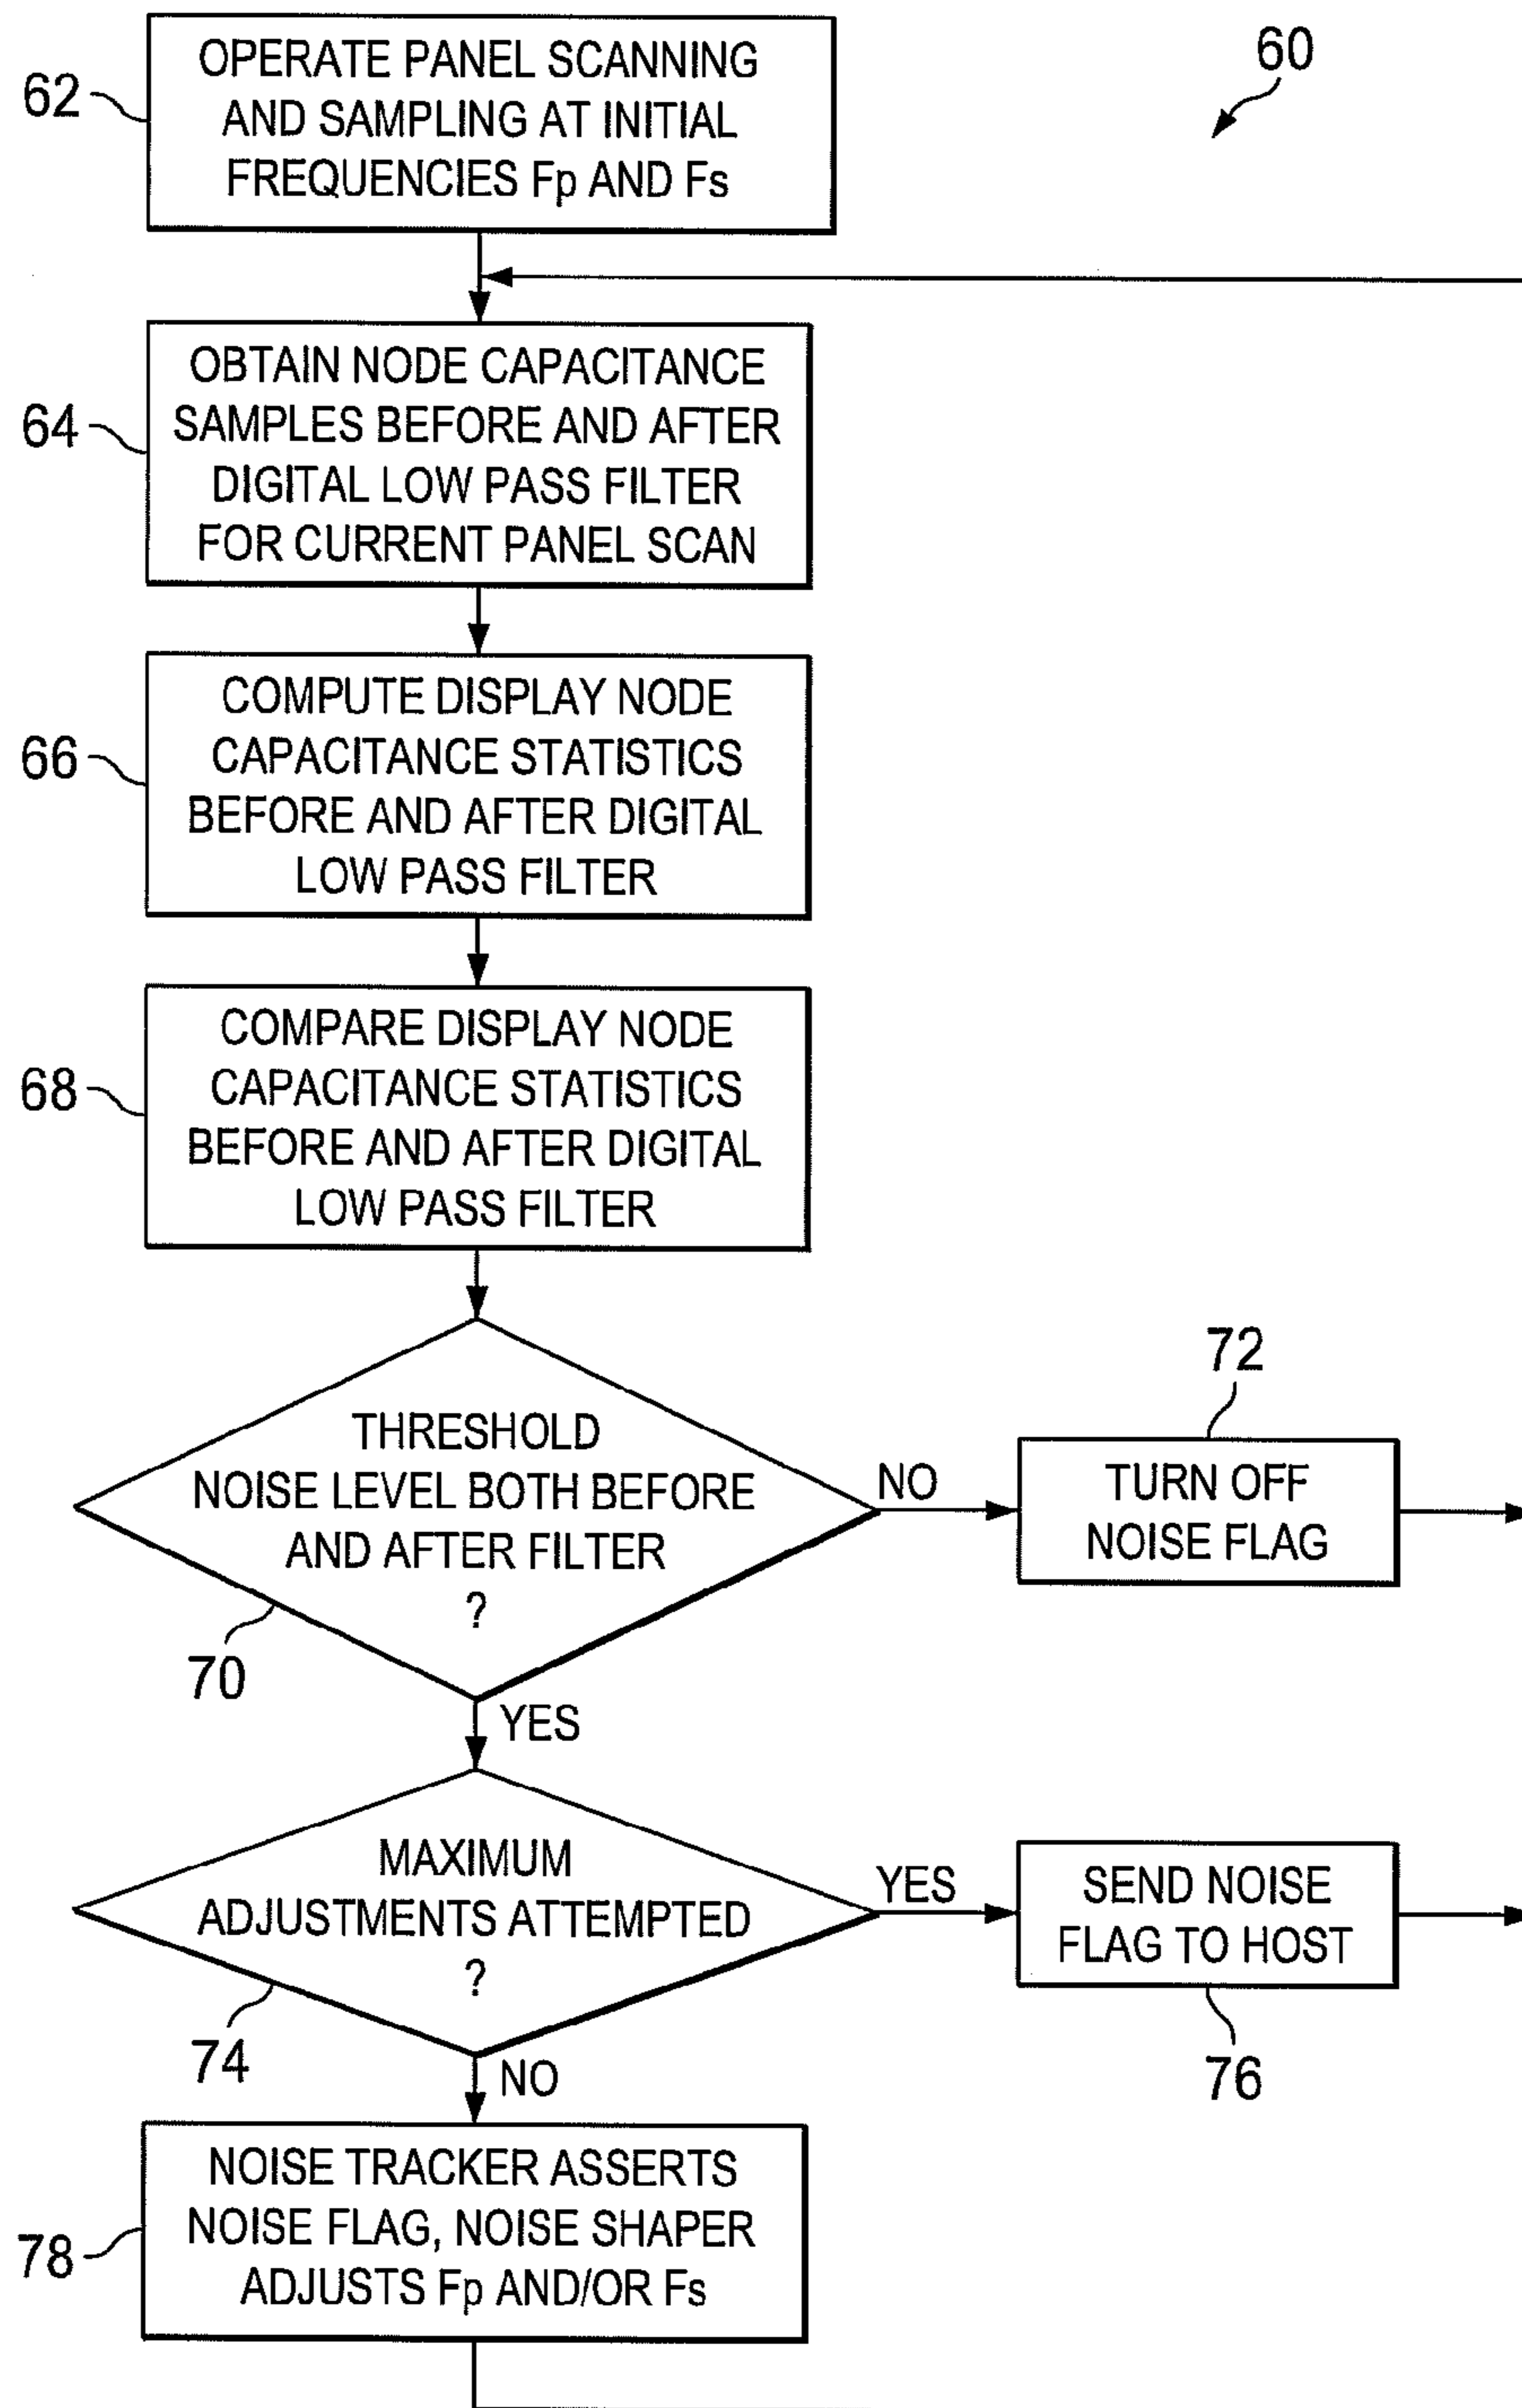 60
62
OPERATE PANEL SCANNING
AND SAMPLING AT INITIAL
FREQUENCIES Fp AND Fs
64
OBTAIN NODE CAPACITANCE
SAMPLES BEFORE AND AFTER
DIGITAL LOW PASS FILTER
FOR CURRENT PANEL SCAN
66
COMPUTE DISPLAY NODE
CAPACITANCE STATISTICS
BEFORE AND AFTER DIGITAL
LOW PASS FILTER
68
COMPARE DISPLAY NODE
CAPACITANCE STATISTICS
BEFORE AND AFTER DIGITAL
LOW PASS FILTER
THRESHOLD
NOISE LEVEL BOTH BEFORE
AND AFTER FILTER
?
70
NO
72
TURN OFF
NOISE FLAG
YES
MAXIMUM
ADJUSTMENTS ATTEMPTED
?
74
YES
SEND NOISE
FLAG TO HOST
76
NO
78
NOISE TRACKER ASSERTS
NOISE FLAG, NOISE SHAPER
ADJUSTS Fp AND/OR Fs